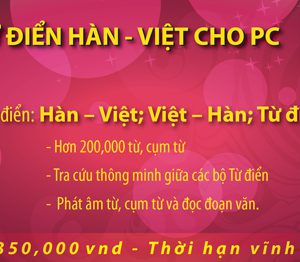 ĐIỂN HÀN - VIỆT CHO PC
điển: Hàn – Việt; Việt – Hàn; Từ đi
- Hơn 200,000 từ, cụm từ
- Tra cứu thông minh giữa các bộ Từ điển
- Phát âm từ, cụm từ và đọc đoạn văn.
350,000 vnd - Thời hạn vĩnh